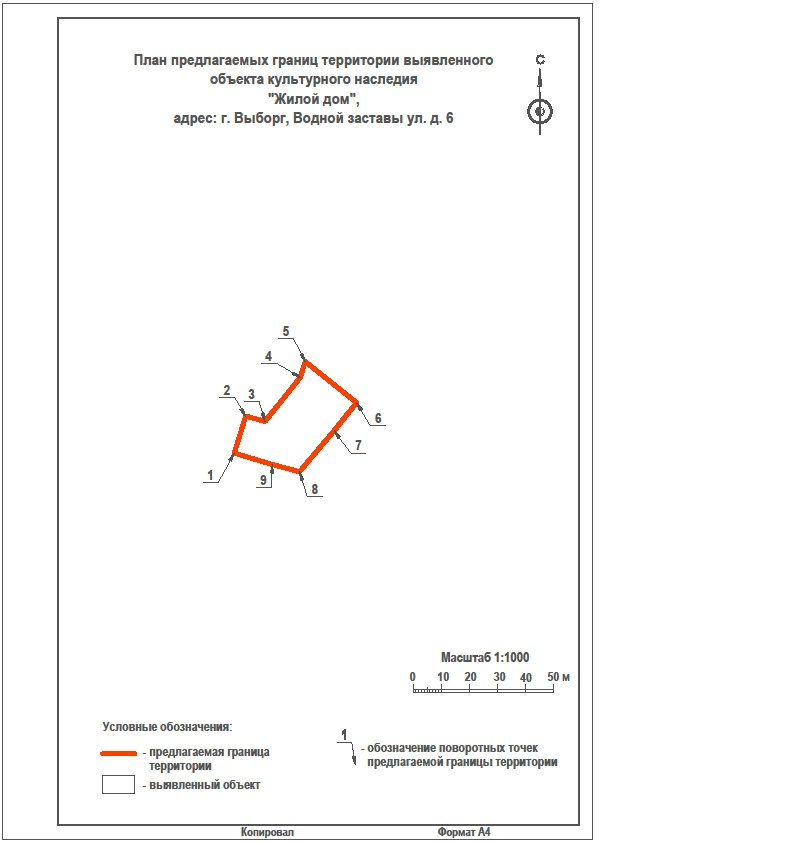 План предлагаемых границ территории выявленного
объекта культурного наследия
"Жилой дом",
адрес: г. Выборг, Водной заставы ул. д. 6
С
5
4
2
3
6
7
1
9
8
Масштаб 1:1000
0 10 20 30 40 50 м
Условные обозначения:
- предлагаемая граница
территории
- выявленный объект
1
- обозначение поворотных точек
предлагаемой границы территории
Копировал
Формат А4